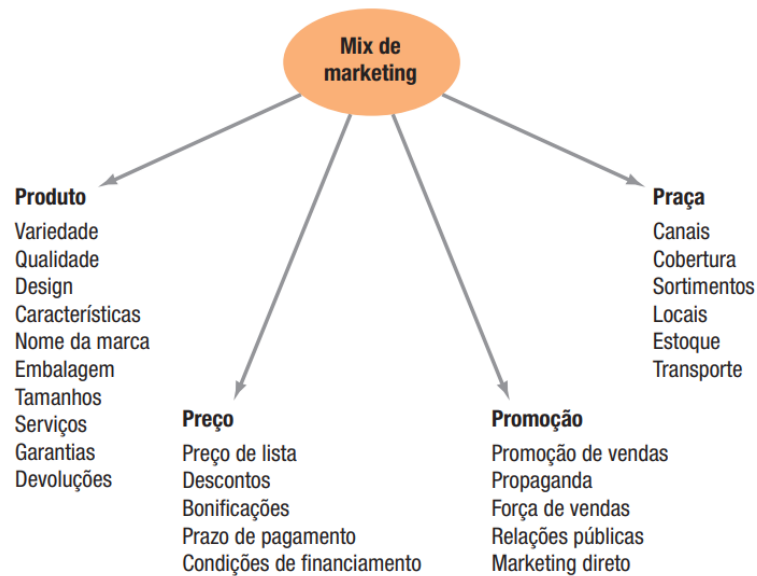 Mix de
marketing
Produto
Variedade
Qualidade
Design
Características
Nome da marca
Embalagem
Tamanhos
Serviços
Garantias
Devoluções
Preço
Preço de lista
Descontos
Bonificações
Prazo de pagamento
Condições de financiamento
Promoção
Promoção de vendas
Propaganda
Força de vendas
Relações públicas
Marketing direto
Praça
Canais
Cobertura
Sortimentos
Locais
Estoque
Transporte